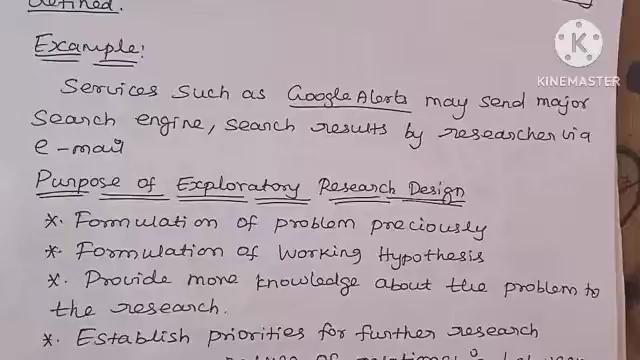 defined.
Example:
Services such as Google Alerts may send major
search engine, search results by researcher via
e-mail
Purpose of Exploratory Research Design
*. Formulation of problem preciously
*. Formulation of working Hypothesis
*. Provide more knowledge about the problem to
the research.
*. Establish priorities for further research
K
KINEMASTER